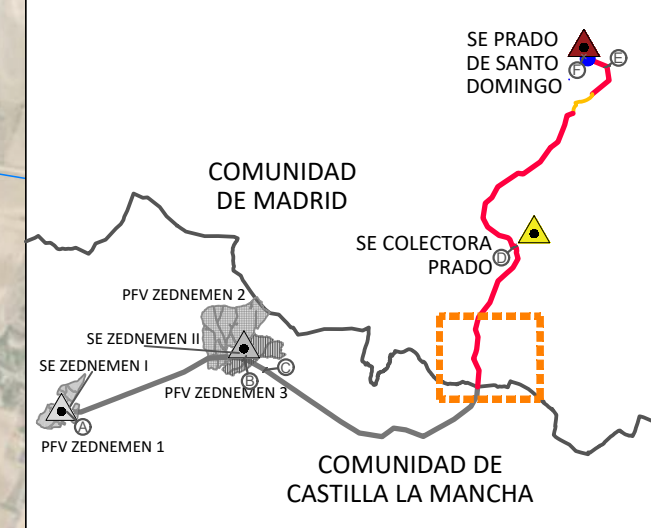 SE PRADO
DE SANTO
DOMINGO
F
E
COMUNIDAD
DE MADRID
SE COLECTORA
PRADO
D
PFV ZEDNEMEN 2
SE ZEDNEMEN II
SE ZEDNEMEN I
C
B
PFV ZEDNEMEN 3
A
PFV ZEDNEMEN 1
COMUNIDAD DE
CASTILLA LA MANCHA